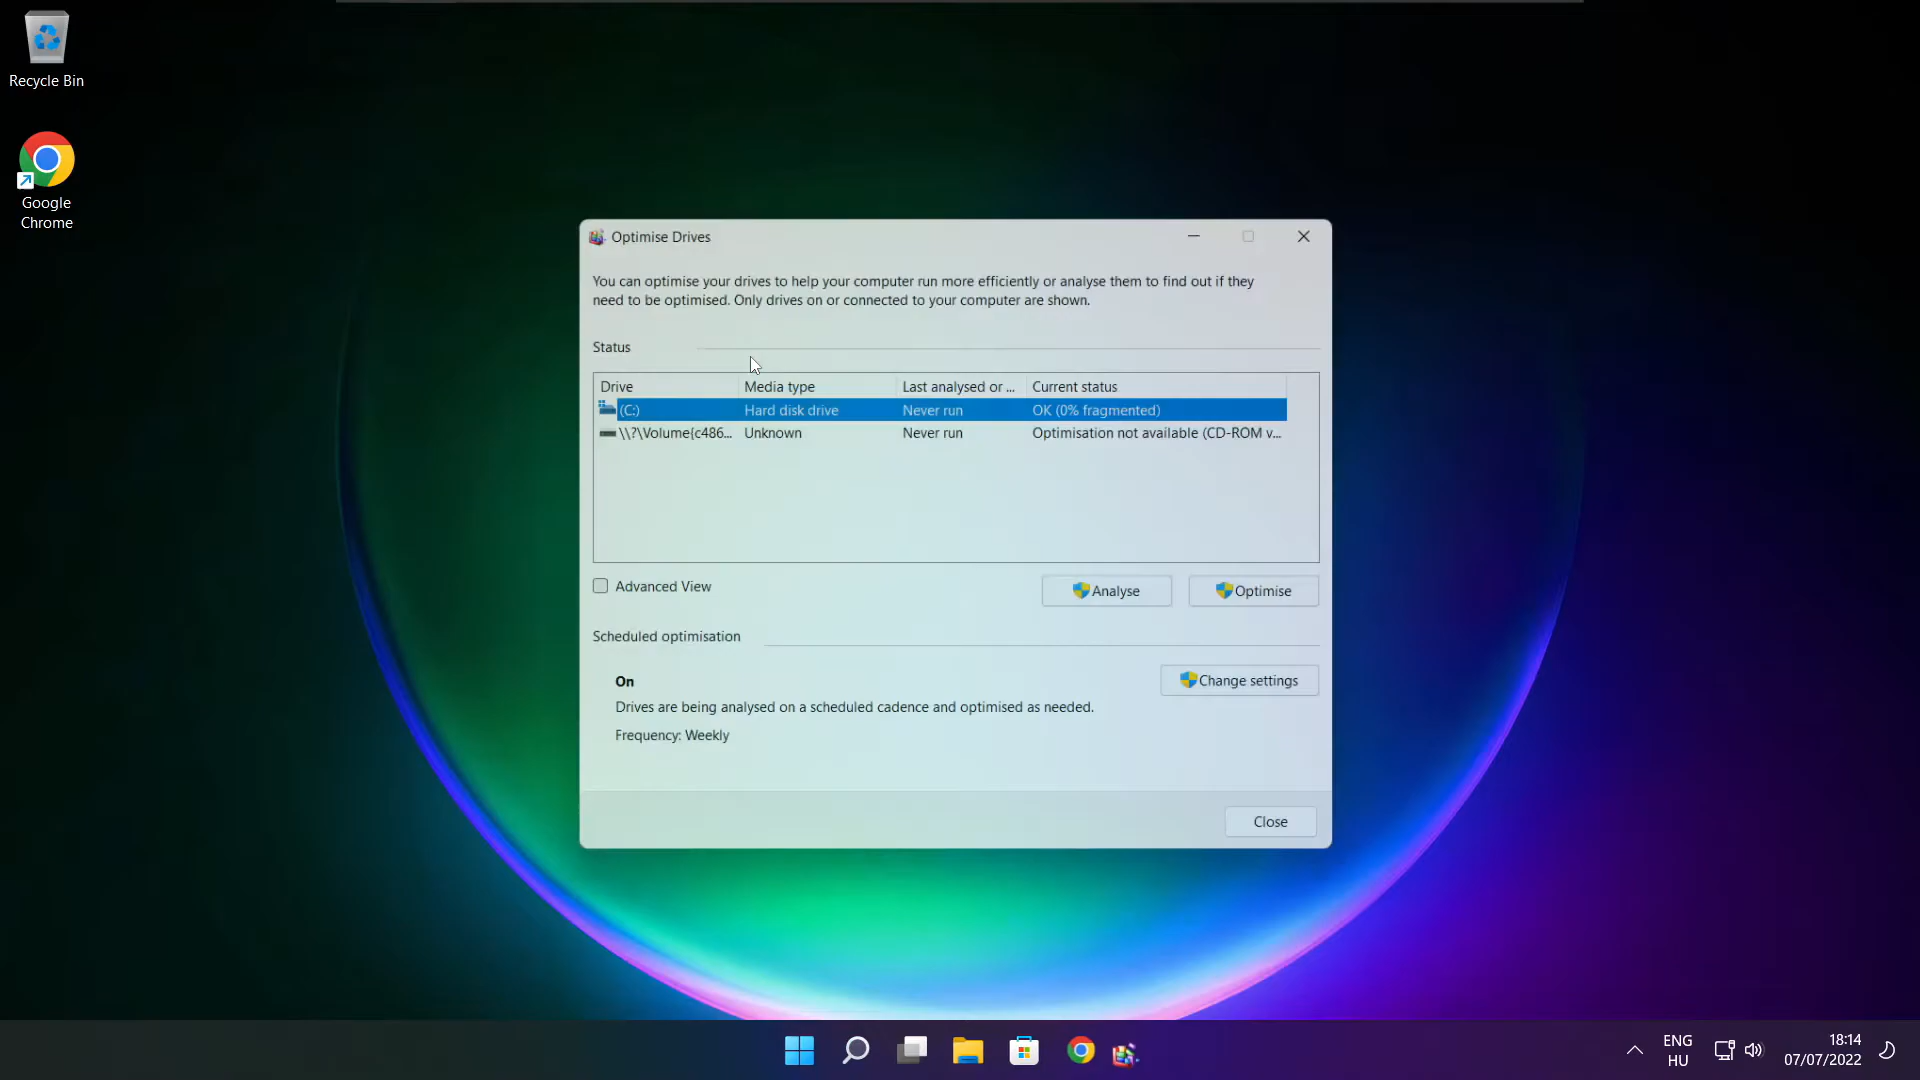 Recycle Bin
Google
Chrome
Optimise Drives
You can optimise your drives to help your computer run more efficiently or analyse them to find out if they
need to be optimised. Only drives on or connected to your computer are shown.
Status
Drive Media type Last analysed or ... Current status
(C:) Hard disk drive Never run OK (0% fragmented)
\\?\Volume{c486... Unknown Never run Optimisation not available (CD-ROM v...
Advanced View
Analyse
Optimise
Scheduled optimisation
On
Change settings
Drives are being analysed on a scheduled cadence and optimised as needed.
Frequency: Weekly
Close
ENG
HU
18:14
07/07/2022